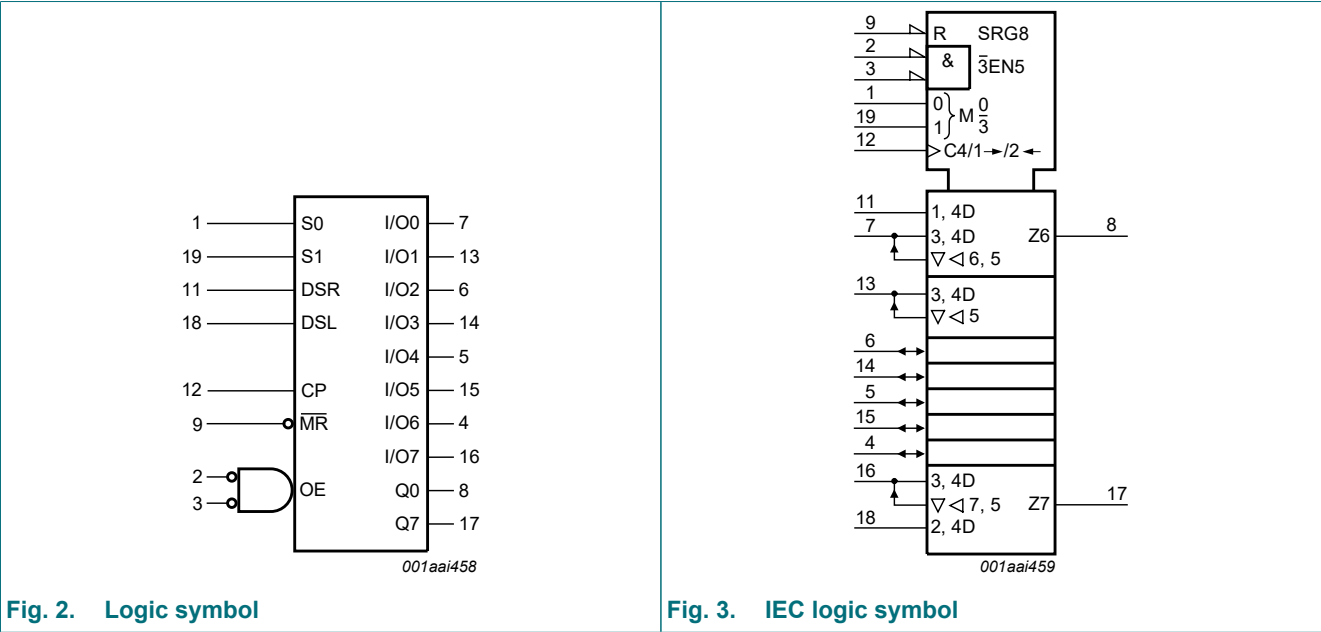 1 S0 I/O0 7
19 S1 I/O1 13
11 DSR I/O2 6
18 DSL I/O3 14
I/O4 5
12 CP I/O5 15
9 M̅R̅ I/O6 4
I/O7 16
2
OE Q0 8
3
Q7 17
001aai458
Fig. 2. Logic symbol
9 R SRG8
2
& 3̅EN5
3
1 0
} M 0/3
19 1
12 C4/1→/2←
11 1, 4D
7 3, 4D Z6 8
▽ ◁ 6, 5
13 3, 4D
▽ ◁ 5
6
14
5
15
4
16 3, 4D
▽ ◁ 7, 5 Z7 17
18 2, 4D
001aai459
Fig. 3. IEC logic symbol